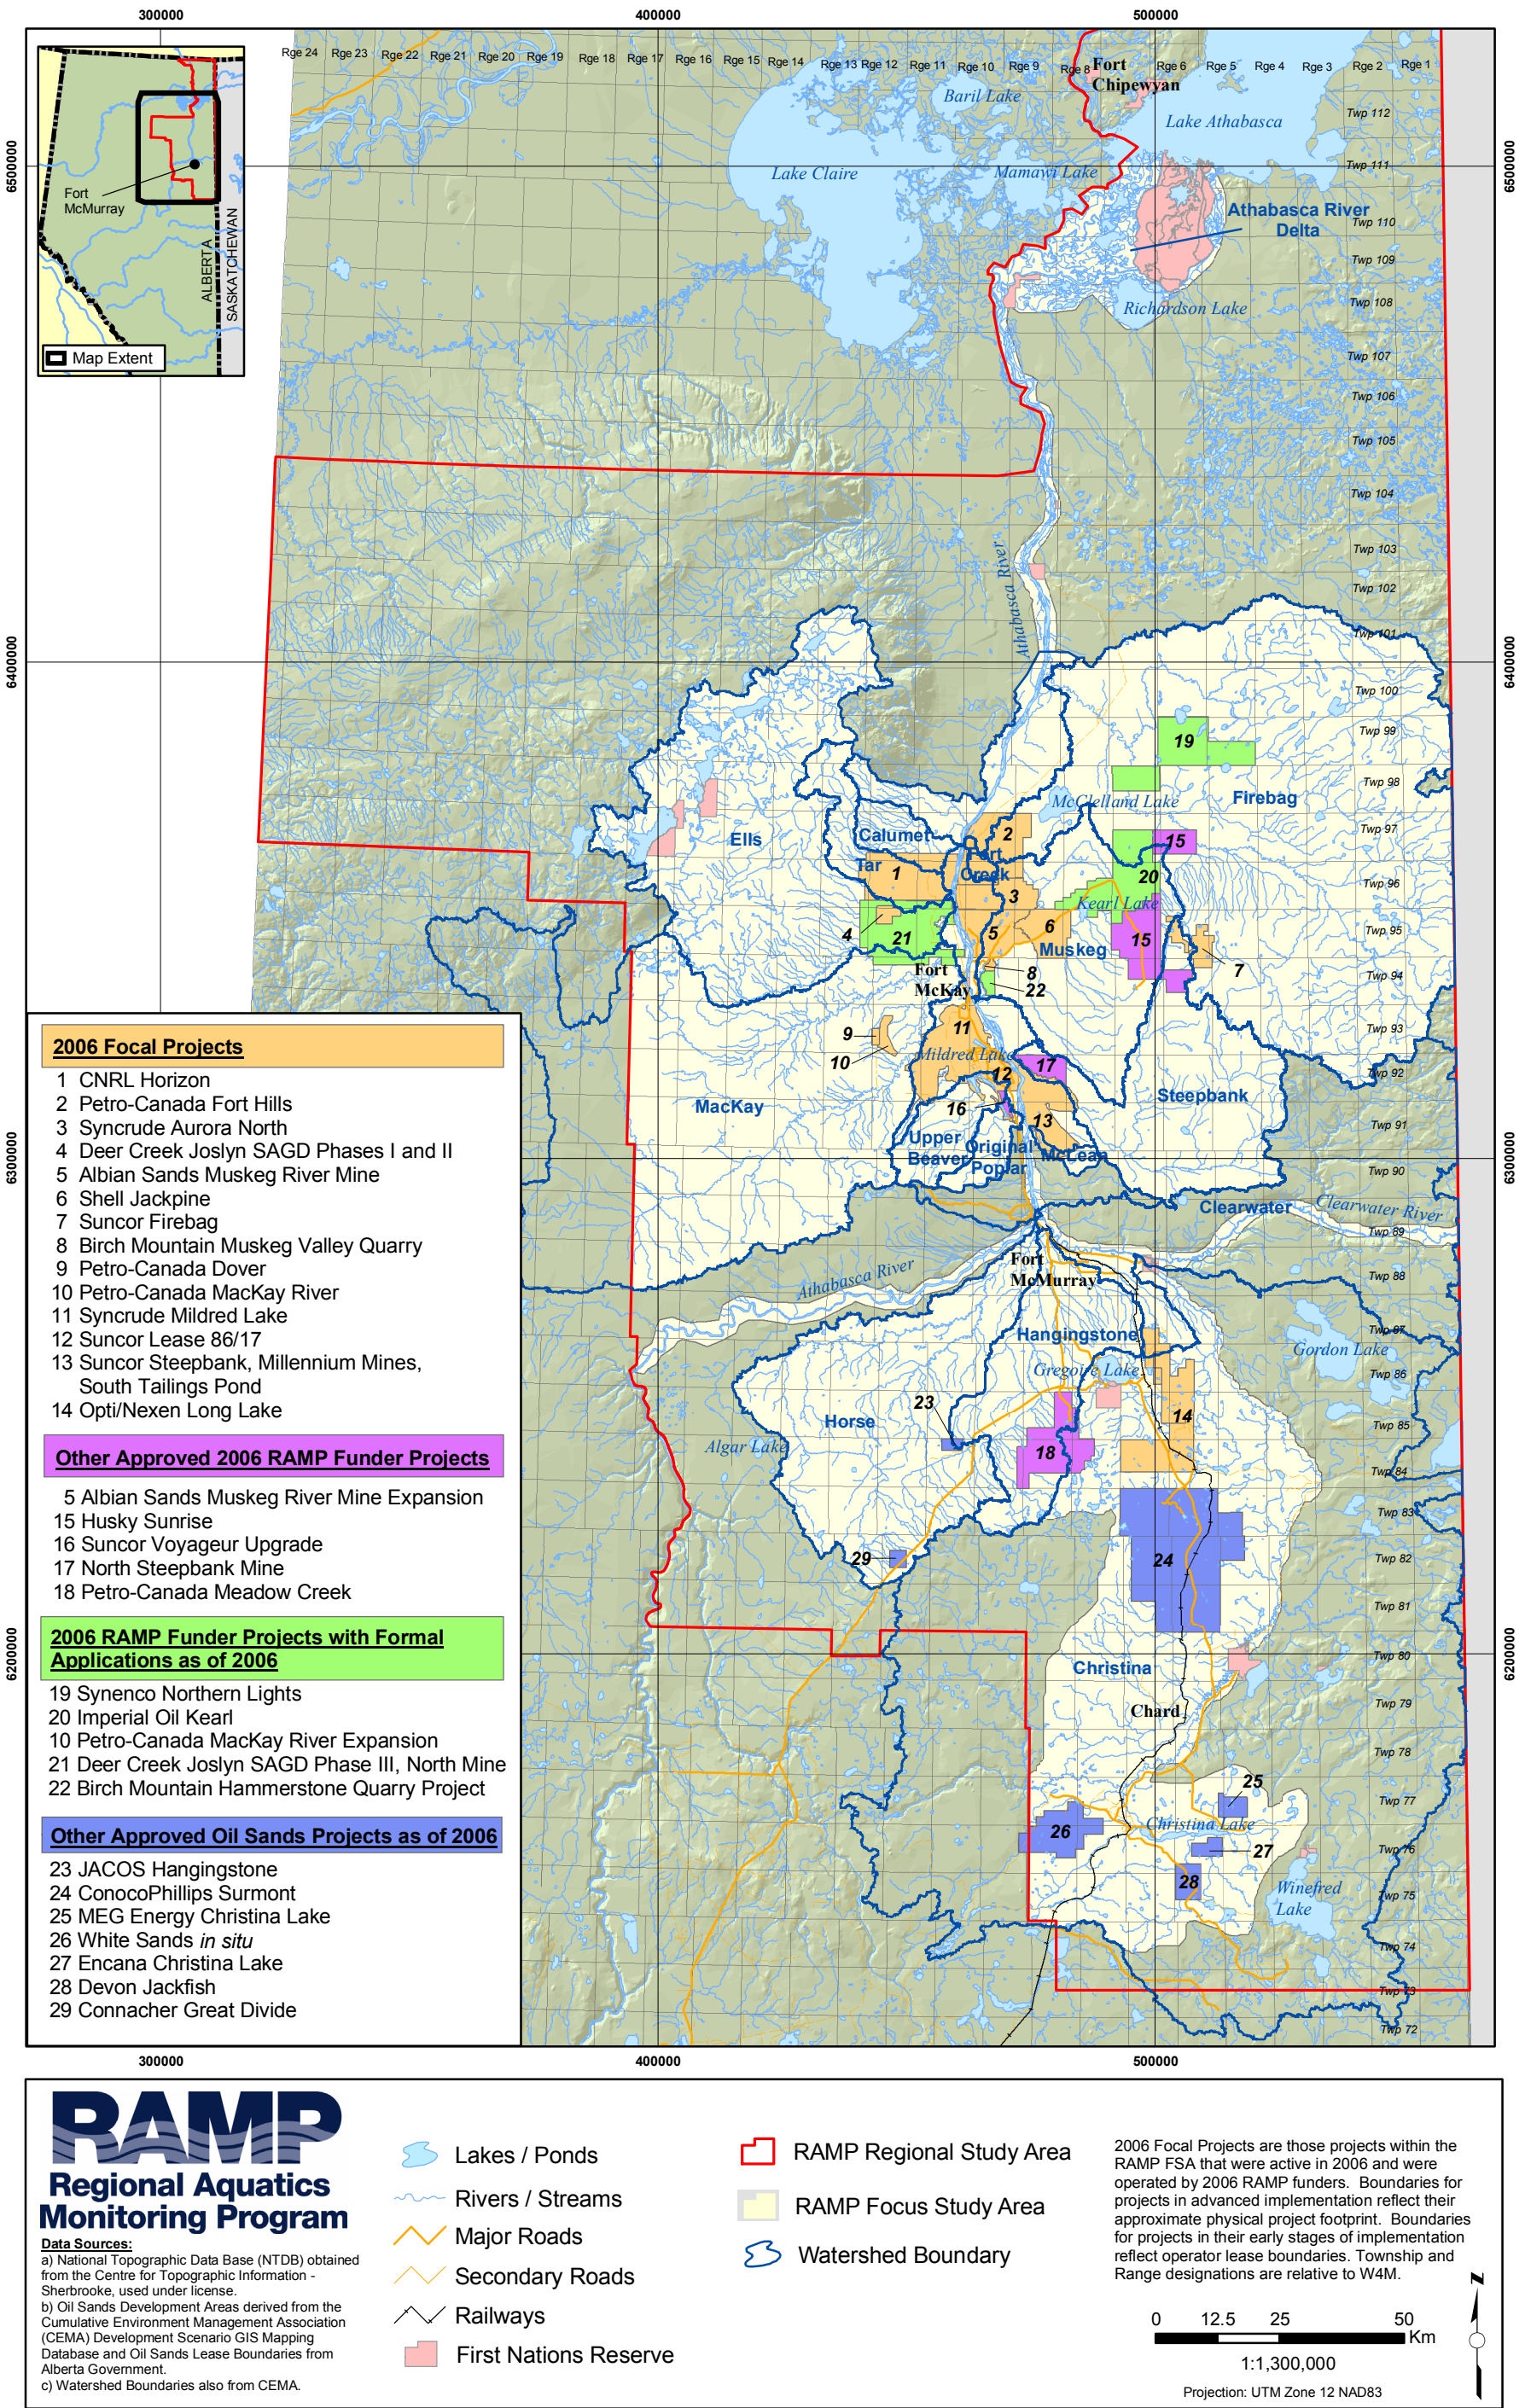 300000 400000 500000
Rge 24 Rge 23 Rge 22 Rge 21 Rge 20 Rge 19 Rge 18 Rge 17 Rge 16 Rge 15 Rge 14 Rge 13 Rge 12 Rge 11 Rge 10 Rge 9 Rge 8 Rge 6 Rge 5 Rge 4 Rge 3 Rge 2 Rge 1
Fort
Chipewyan
Baril Lake
Lake Athabasca
Twp 112
6500000
Twp 111
6500000
Lake Claire
Mamawi Lake
Fort
McMurray
ALBERTA
SASKATCHEWAN
Map Extent
Athabasca River
Delta
Twp 110
Twp 109
Richardson Lake
Twp 108
Twp 107
Twp 106
Twp 105
Twp 104
Twp 103
Athabasca River
Twp 102
Twp 101
6400000
6400000
Twp 100
19
Twp 99
Twp 98
McClelland Lake
Firebag
2
Twp 97
Calumet
Ells
15
Fort
Creek
Tar
1
20
Twp 96
3
Kearl Lake
4
21
5
6
15
Twp 95
Muskeg
7
Fort
McKay
8
22
Twp 94
9
10
11
Twp 93
Mildred Lake
12
17
Twp 92
MacKay
16
Steepbank
13
Twp 91
Upper
Beaver
Original
Poplar
McLean
6300000
6300000
Twp 90
Clearwater
Clearwater River
Twp 89
Athabasca River
Fort
McMurray
Twp 88
Hangingstone
Twp 87
Gordon Lake
Gregoire Lake
Twp 86
23
Horse
14
Twp 85
Algar Lake
18
Twp 84
Twp 83
29
24
Twp 82
Twp 81
6200000
6200000
Christina
Twp 80
Chard
Twp 79
Twp 78
25
Twp 77
26
Christina Lake
27
Twp 76
28
Winefred
Lake
Twp 75
Twp 74
Twp 73
Twp 72
2006 Focal Projects
1 CNRL Horizon
2 Petro-Canada Fort Hills
3 Syncrude Aurora North
4 Deer Creek Joslyn SAGD Phases I and II
5 Albian Sands Muskeg River Mine
6 Shell Jackpine
7 Suncor Firebag
8 Birch Mountain Muskeg Valley Quarry
9 Petro-Canada Dover
10 Petro-Canada MacKay River
11 Syncrude Mildred Lake
12 Suncor Lease 86/17
13 Suncor Steepbank, Millennium Mines,
South Tailings Pond
14 Opti/Nexen Long Lake
Other Approved 2006 RAMP Funder Projects
5 Albian Sands Muskeg River Mine Expansion
15 Husky Sunrise
16 Suncor Voyageur Upgrade
17 North Steepbank Mine
18 Petro-Canada Meadow Creek
2006 RAMP Funder Projects with Formal
Applications as of 2006
19 Synenco Northern Lights
20 Imperial Oil Kearl
10 Petro-Canada MacKay River Expansion
21 Deer Creek Joslyn SAGD Phase III, North Mine
22 Birch Mountain Hammerstone Quarry Project
Other Approved Oil Sands Projects as of 2006
23 JACOS Hangingstone
24 ConocoPhillips Surmont
25 MEG Energy Christina Lake
26 White Sands in situ
27 Encana Christina Lake
28 Devon Jackfish
29 Connacher Great Divide
300000 400000 500000
RAMP
Regional Aquatics
Monitoring Program
Data Sources:
a) National Topographic Data Base (NTDB) obtained
from the Centre for Topographic Information -
Sherbrooke, used under license.
b) Oil Sands Development Areas derived from the
Cumulative Environment Management Association
(CEMA) Development Scenario GIS Mapping
Database and Oil Sands Lease Boundaries from
Alberta Government.
c) Watershed Boundaries also from CEMA.
Lakes / Ponds
Rivers / Streams
Major Roads
Secondary Roads
Railways
First Nations Reserve
RAMP Regional Study Area
RAMP Focus Study Area
Watershed Boundary
2006 Focal Projects are those projects within the
RAMP FSA that were active in 2006 and were
operated by 2006 RAMP funders. Boundaries for
projects in advanced implementation reflect their
approximate physical project footprint. Boundaries
for projects in their early stages of implementation
reflect operator lease boundaries. Township and
Range designations are relative to W4M.
N
0 12.5 25 50
Km
1:1,300,000
Projection: UTM Zone 12 NAD83